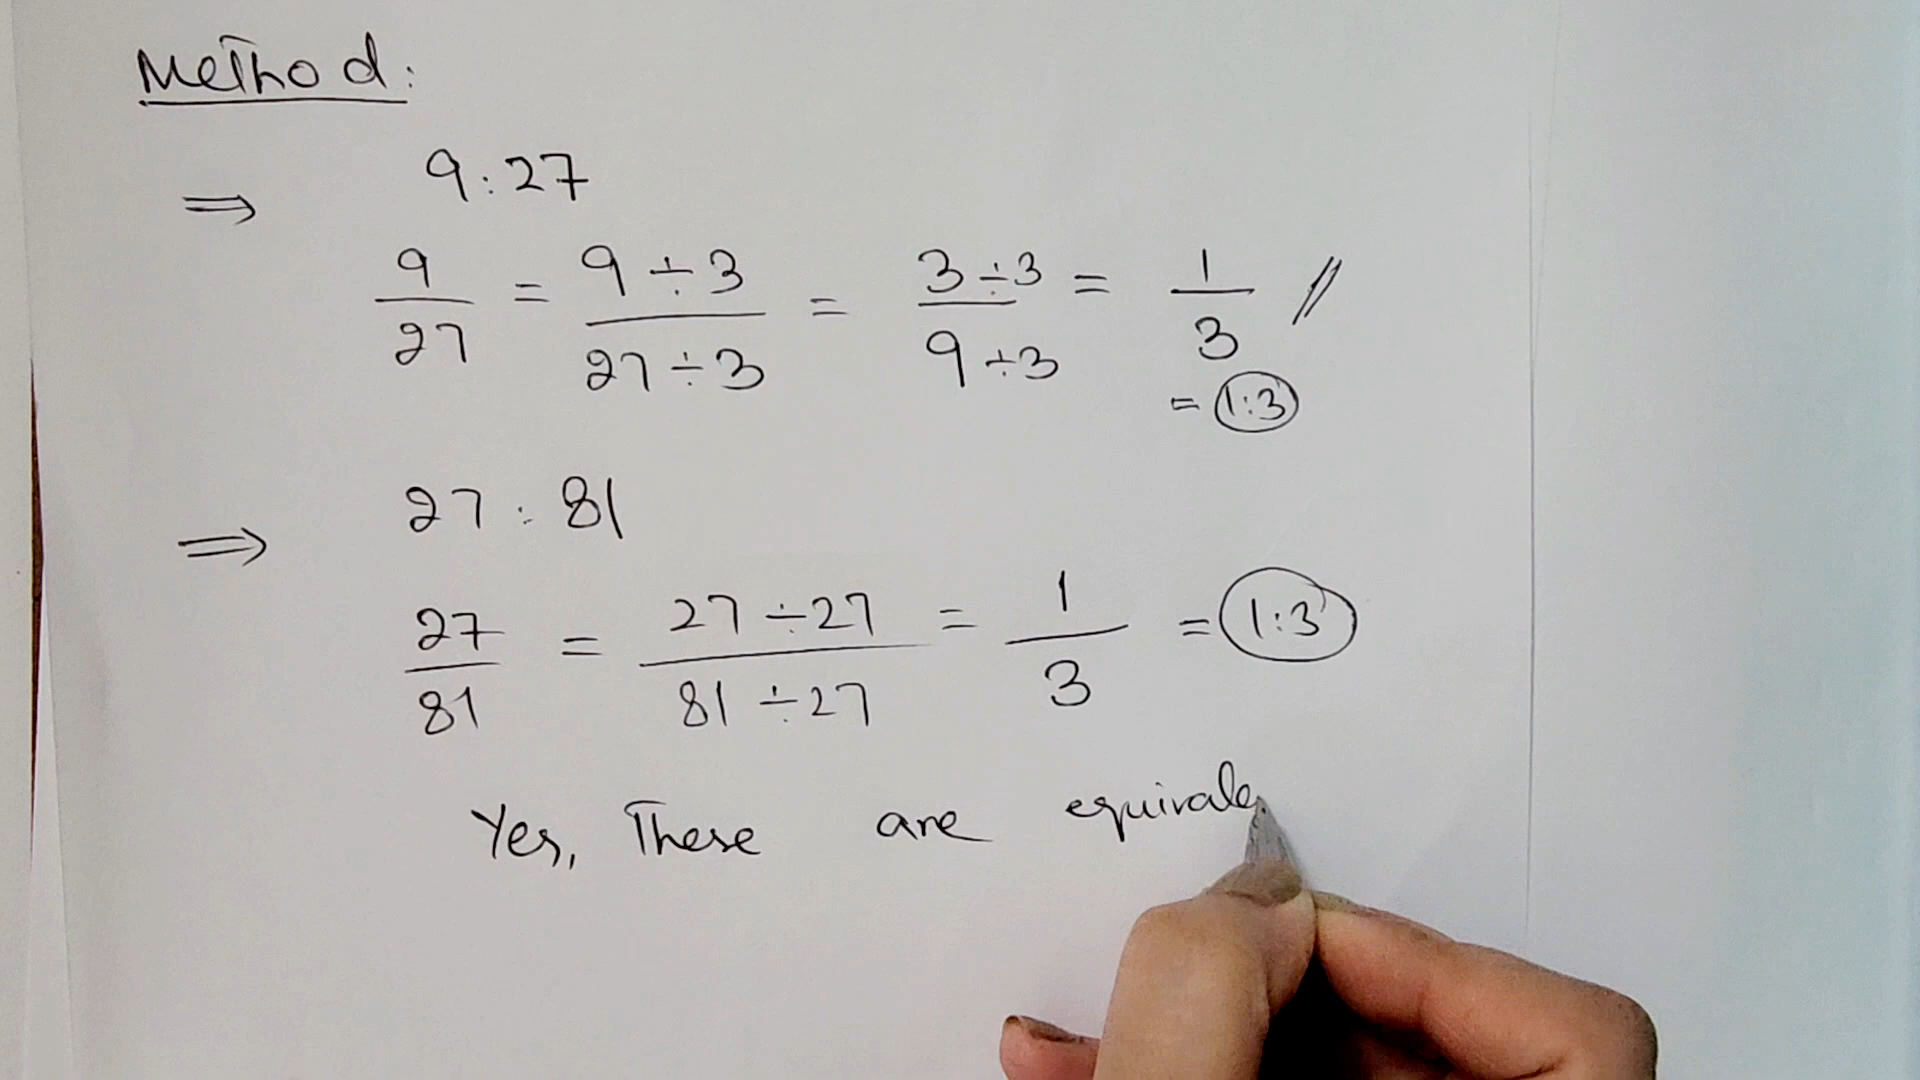 Method:
⇒ 9:27
9/27 = 9÷3/27÷3 = 3÷3/9÷3 = 1/3 //
= 1:3
⇒ 27:81
27/81 = 27÷27/81÷27 = 1/3 = 1:3
Yes, These are equivale